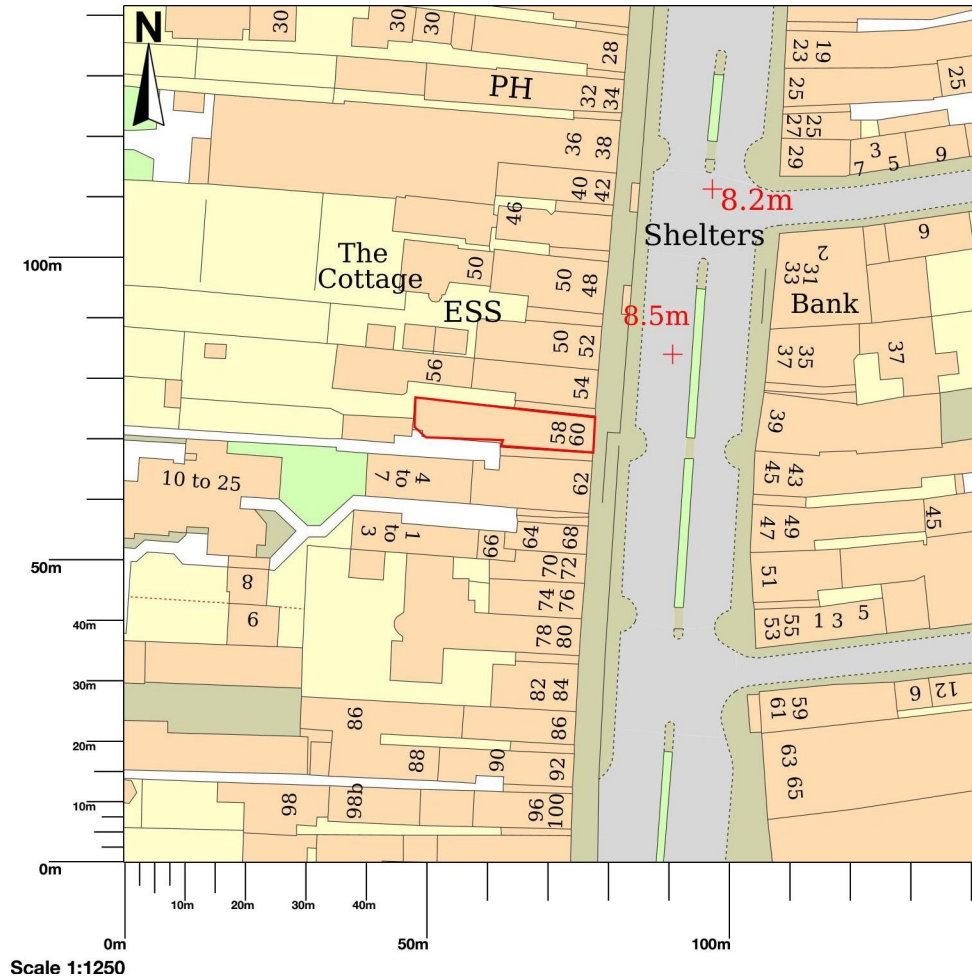 N
30
30
30
28
PH
32
34
36
38
40
42
46
The
Cottage
50
50
48
ESS
50
52
56
54
58
60
62
10 to 25
4
to
7
1
to
3
66
64
68
70
72
74
76
78
80
8
6
82
84
86
86
88
90
92
98
98b
96
100
23
19
25
25
27
25
29
3
7
5
9
8.2m
Shelters
8.5m
2
33
31
Bank
9
37
35
37
39
45
43
47
49
45
51
53
55
1 3
5
61
59
9
12
63
65
100m
50m
40m
30m
20m
10m
0m
10m
20m
30m
40m
0m
50m
100m
Scale 1:1250